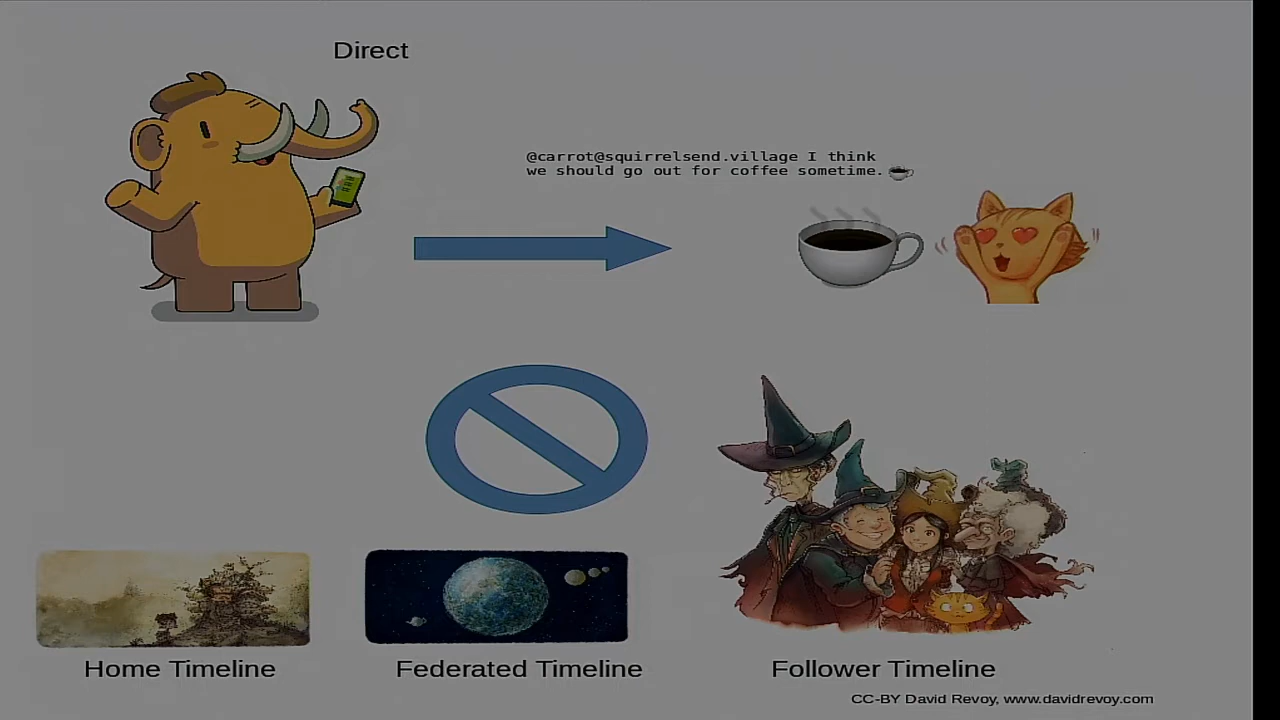 Direct
@carrot@squirrelsend.village I think
we should go out for coffee sometime.
Home Timeline
Federated Timeline
Follower Timeline
CC-BY David Revoy, www.davidrevoy.com